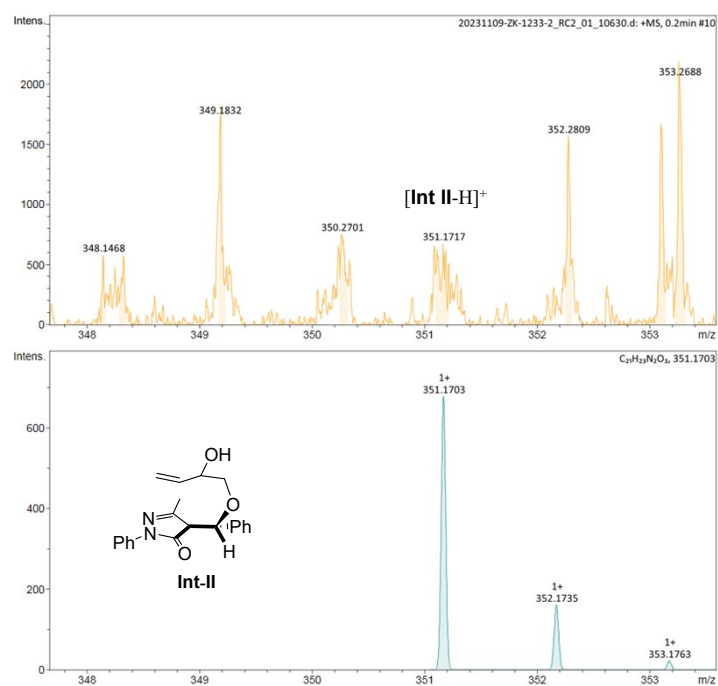 Intens.
20231109-ZK-1233-2_RC2_01_10630.d: +MS, 0.2min #10
2000
1500
1000
500
0
348.1468
349.1832
350.2701
[Int II-H]⁺
351.1717
352.2809
353.2688
348
349
350
351
352
353
m/z
Intens.
C₂₁H₂₃N₂O₃, 351.1703
600
400
200
0
1+
351.1703
1+
352.1735
1+
353.1763
OH
O
N
Ph
N
O
Ph
H
Int-II
348
349
350
351
352
353
m/z